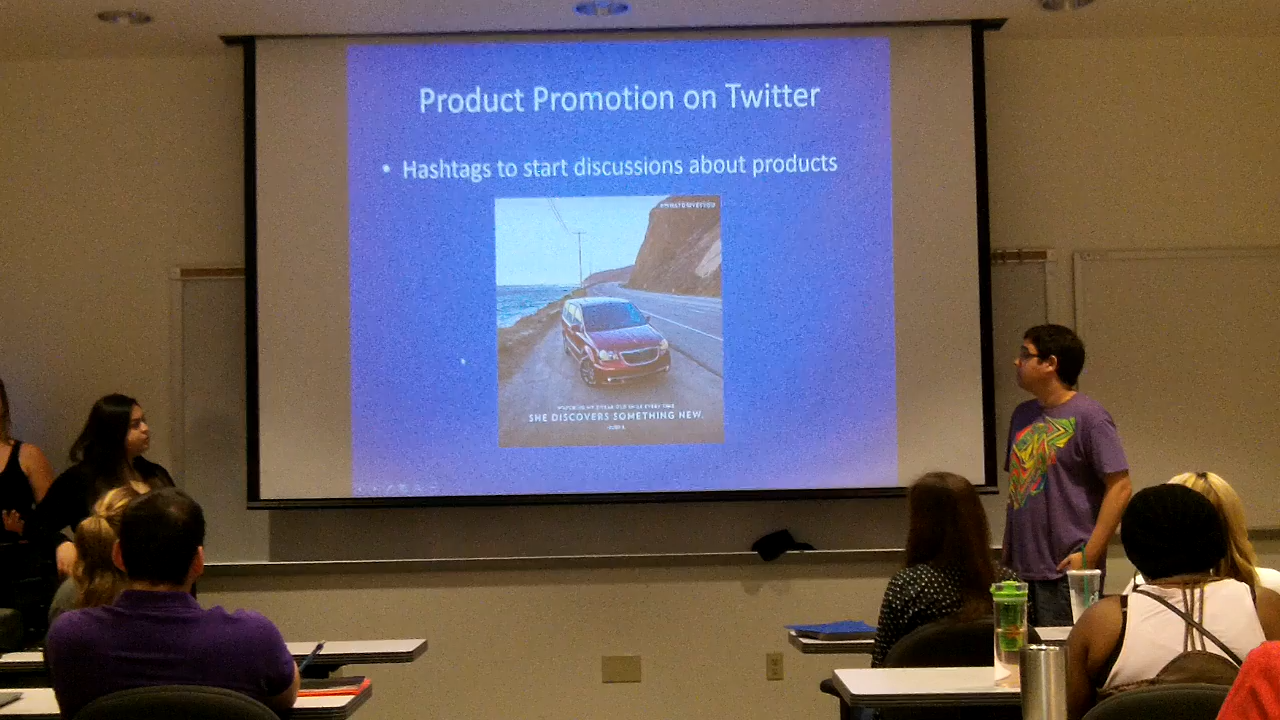 Product Promotion on Twitter
• Hashtags to start discussions about products
SHE DISCOVERS SOMETHING NEW.